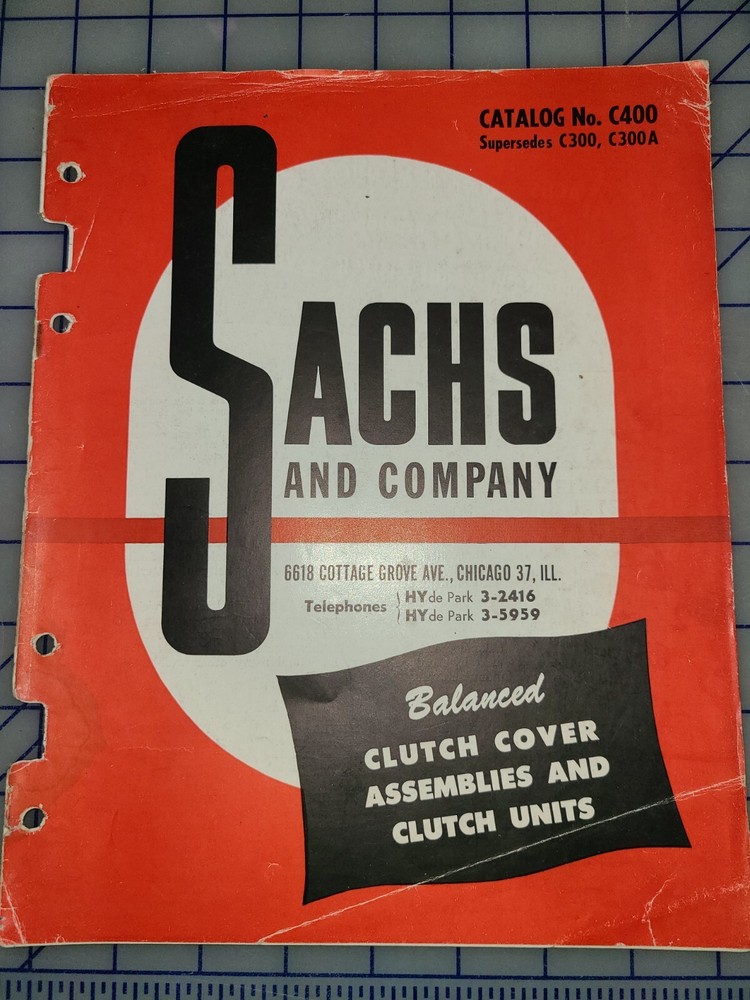 CATALOG No. C400
Supersedes C300, C300A
SACHS
AND COMPANY
6618 COTTAGE GROVE AVE., CHICAGO 37, ILL.
Telephones
HYde Park 3-2416
HYde Park 3-5959
Balanced
CLUTCH COVER
ASSEMBLIES AND
CLUTCH UNITS